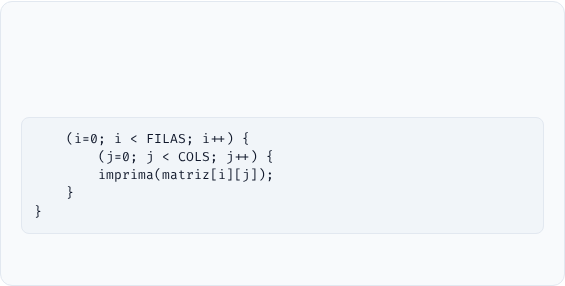 (i=0; i < FILAS; i++) {
(j=0; j < COLS; j++) {
imprima(matriz[i][j]);
}
}